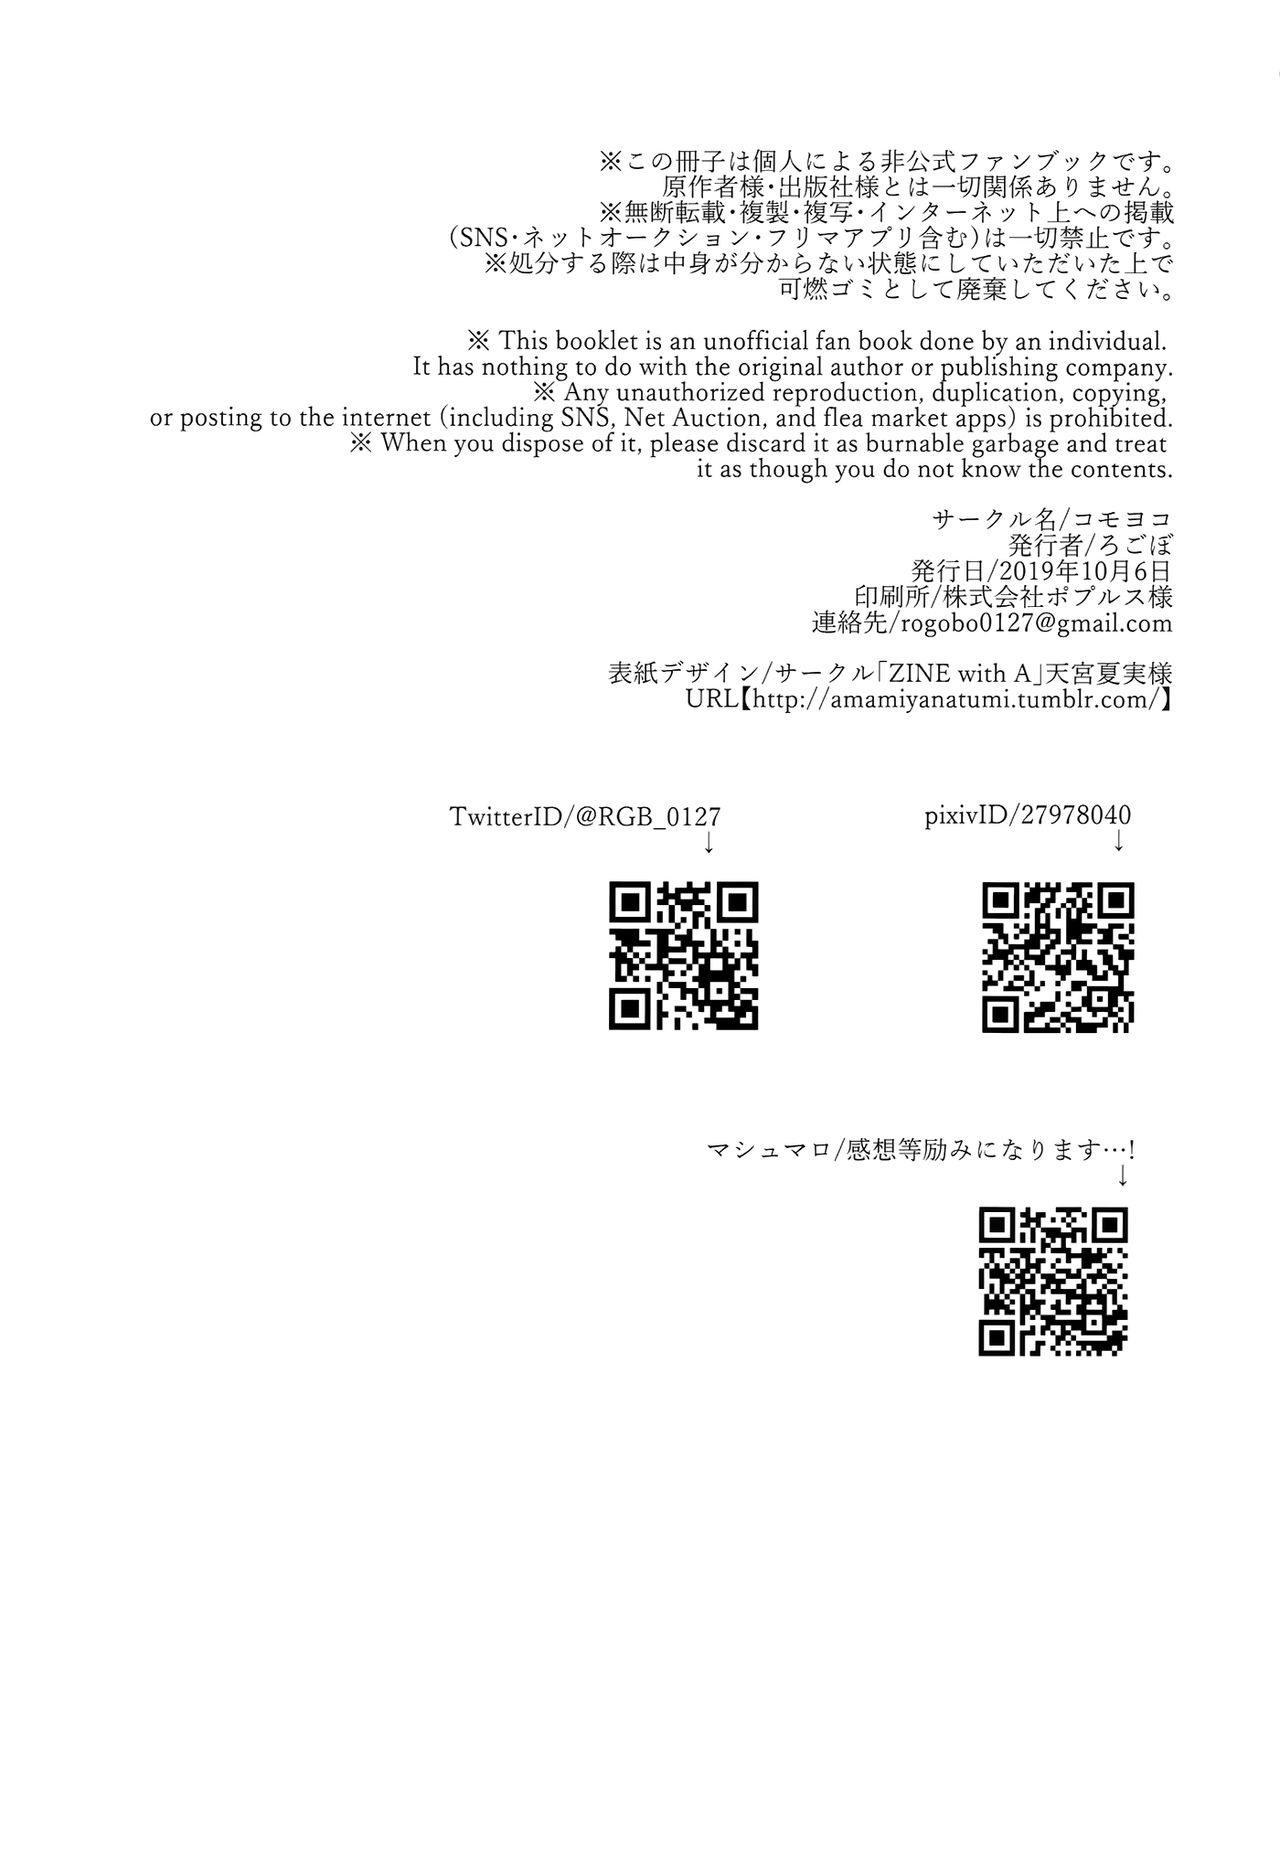 ※この冊子は個人による非公式ファンブックです。
原作者様・出版社様とは一切関係ありません。
※無断転載・複製・複写・インターネット上への掲載
(SNS・ネットオークション・フリマアプリ含む)は一切禁止です。
※処分する際は中身が分からない状態にしていただいた上で
可燃ゴミとして廃棄してください。
※ This booklet is an unofficial fan book done by an individual.
It has nothing to do with the original author or publishing company.
※ Any unauthorized reproduction, duplication, copying,
or posting to the internet (including SNS, Net Auction, and flea market apps) is prohibited.
※ When you dispose of it, please discard it as burnable garbage and treat
it as though you do not know the contents.
サークル名/コモヨコ
発行者/ろごぼ
発行日/2019年10月6日
印刷所/株式会社ポプルス様
連絡先/rogobo0127@gmail.com
表紙デザイン/サークル「ZINE with A」天宮夏実様
URL【http://amamiyanatumi.tumblr.com/】
TwitterID/@RGB_0127
↓
pixivID/27978040
↓
マシュマロ/感想等励みになります…!
↓